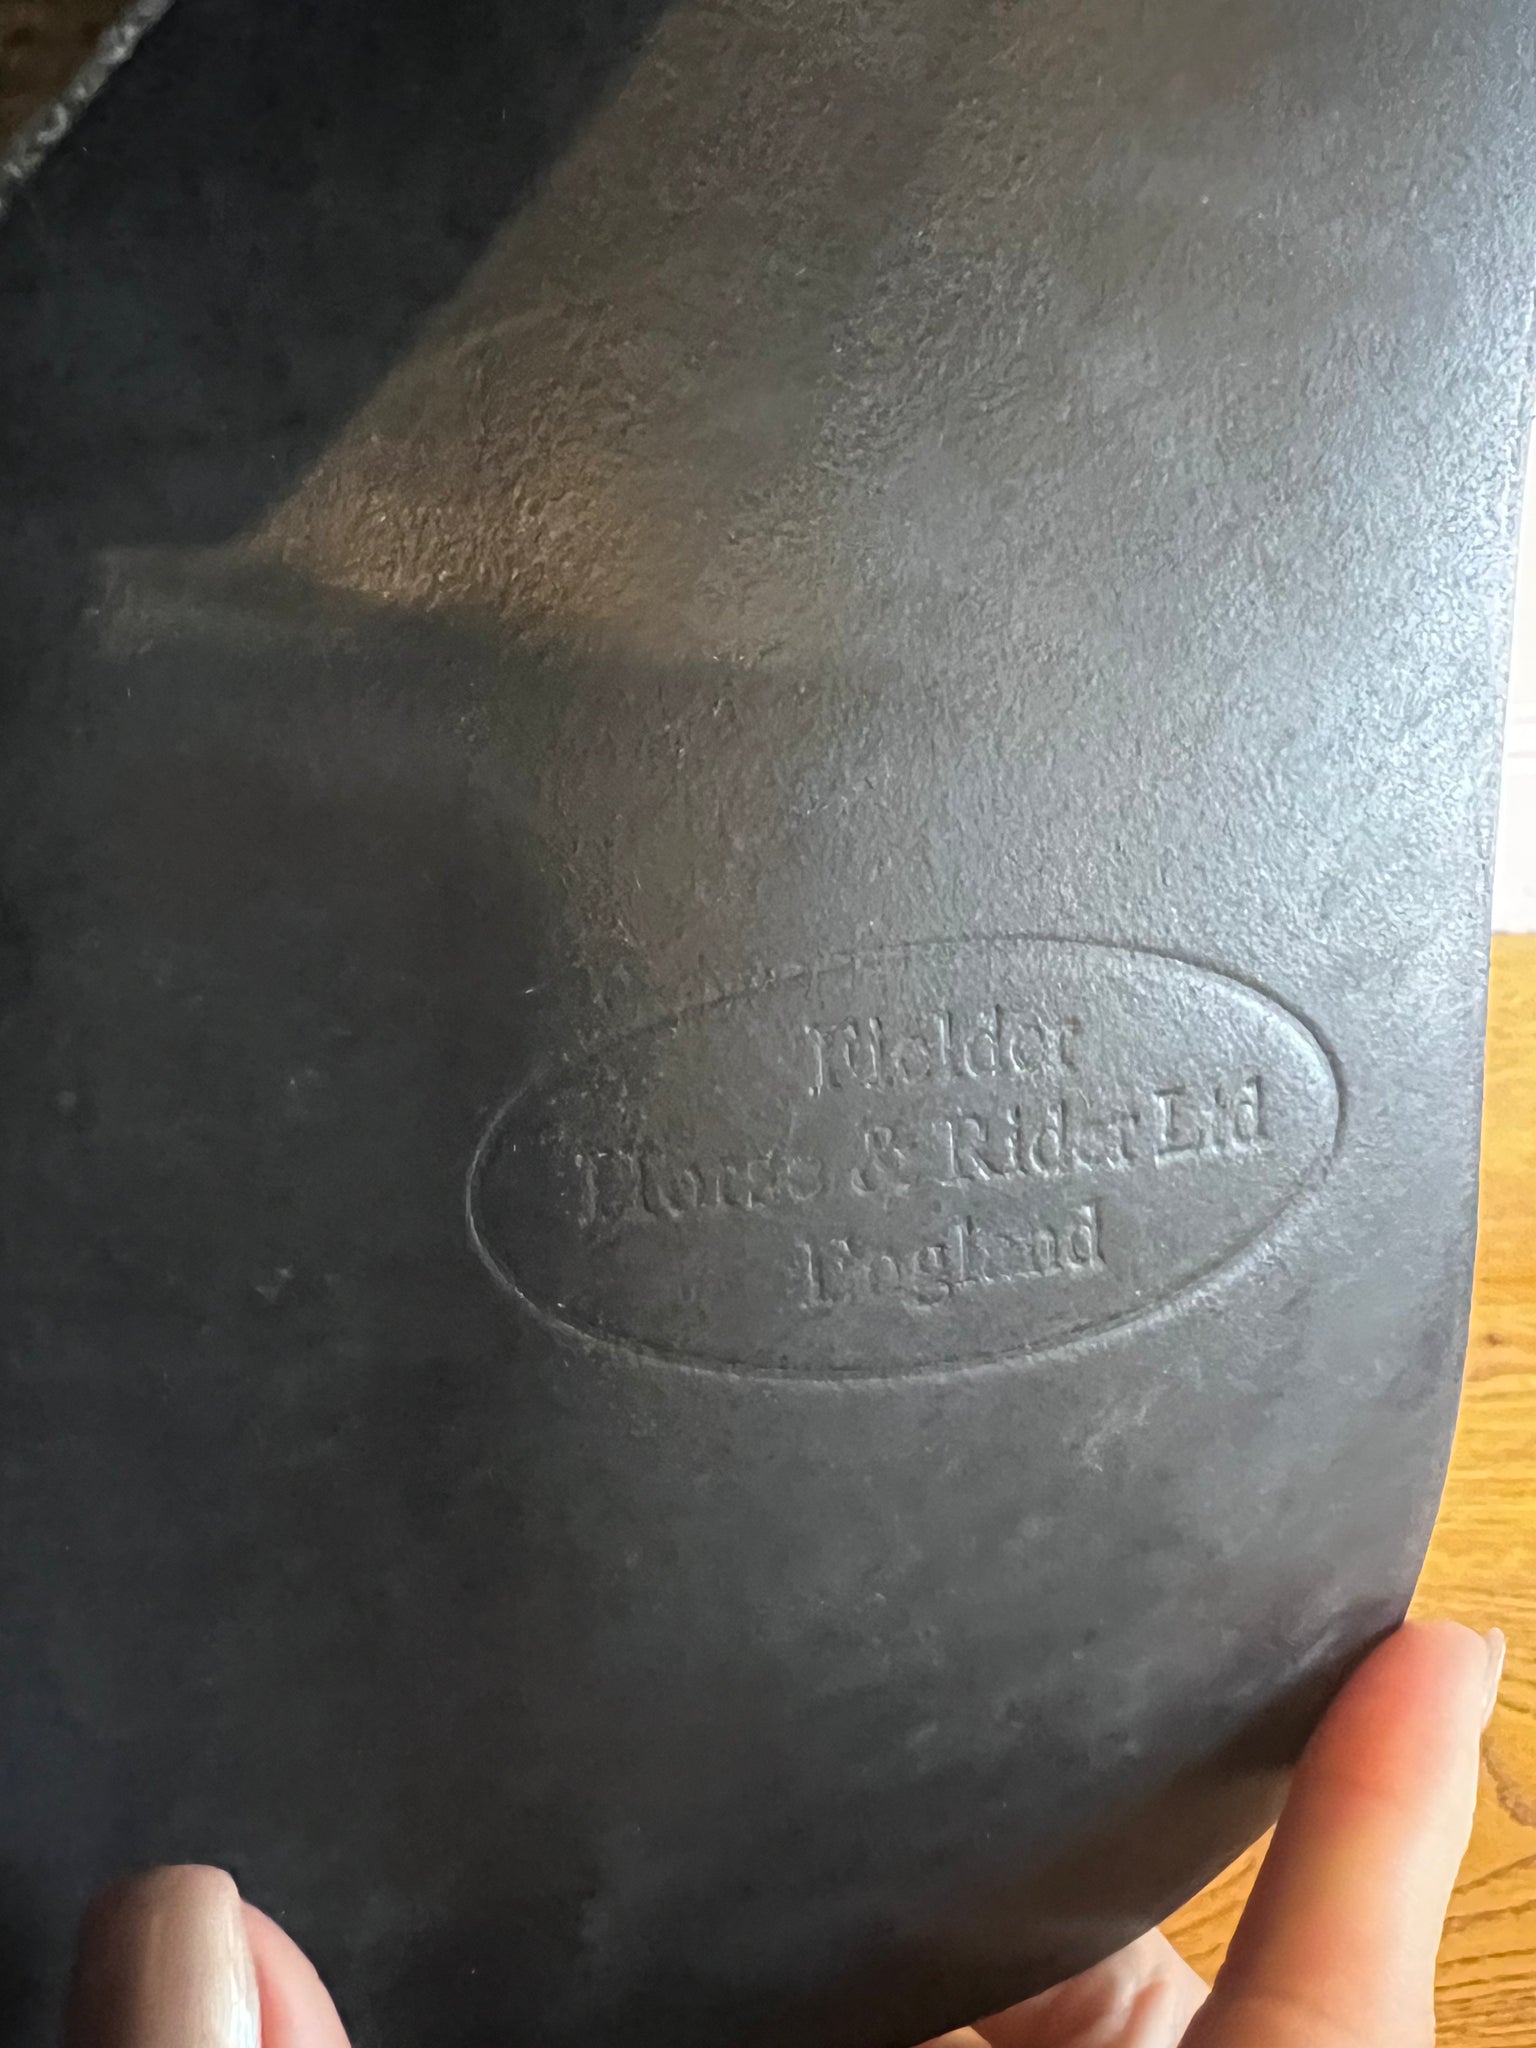 Kielder
Horse & Rider Ltd
England